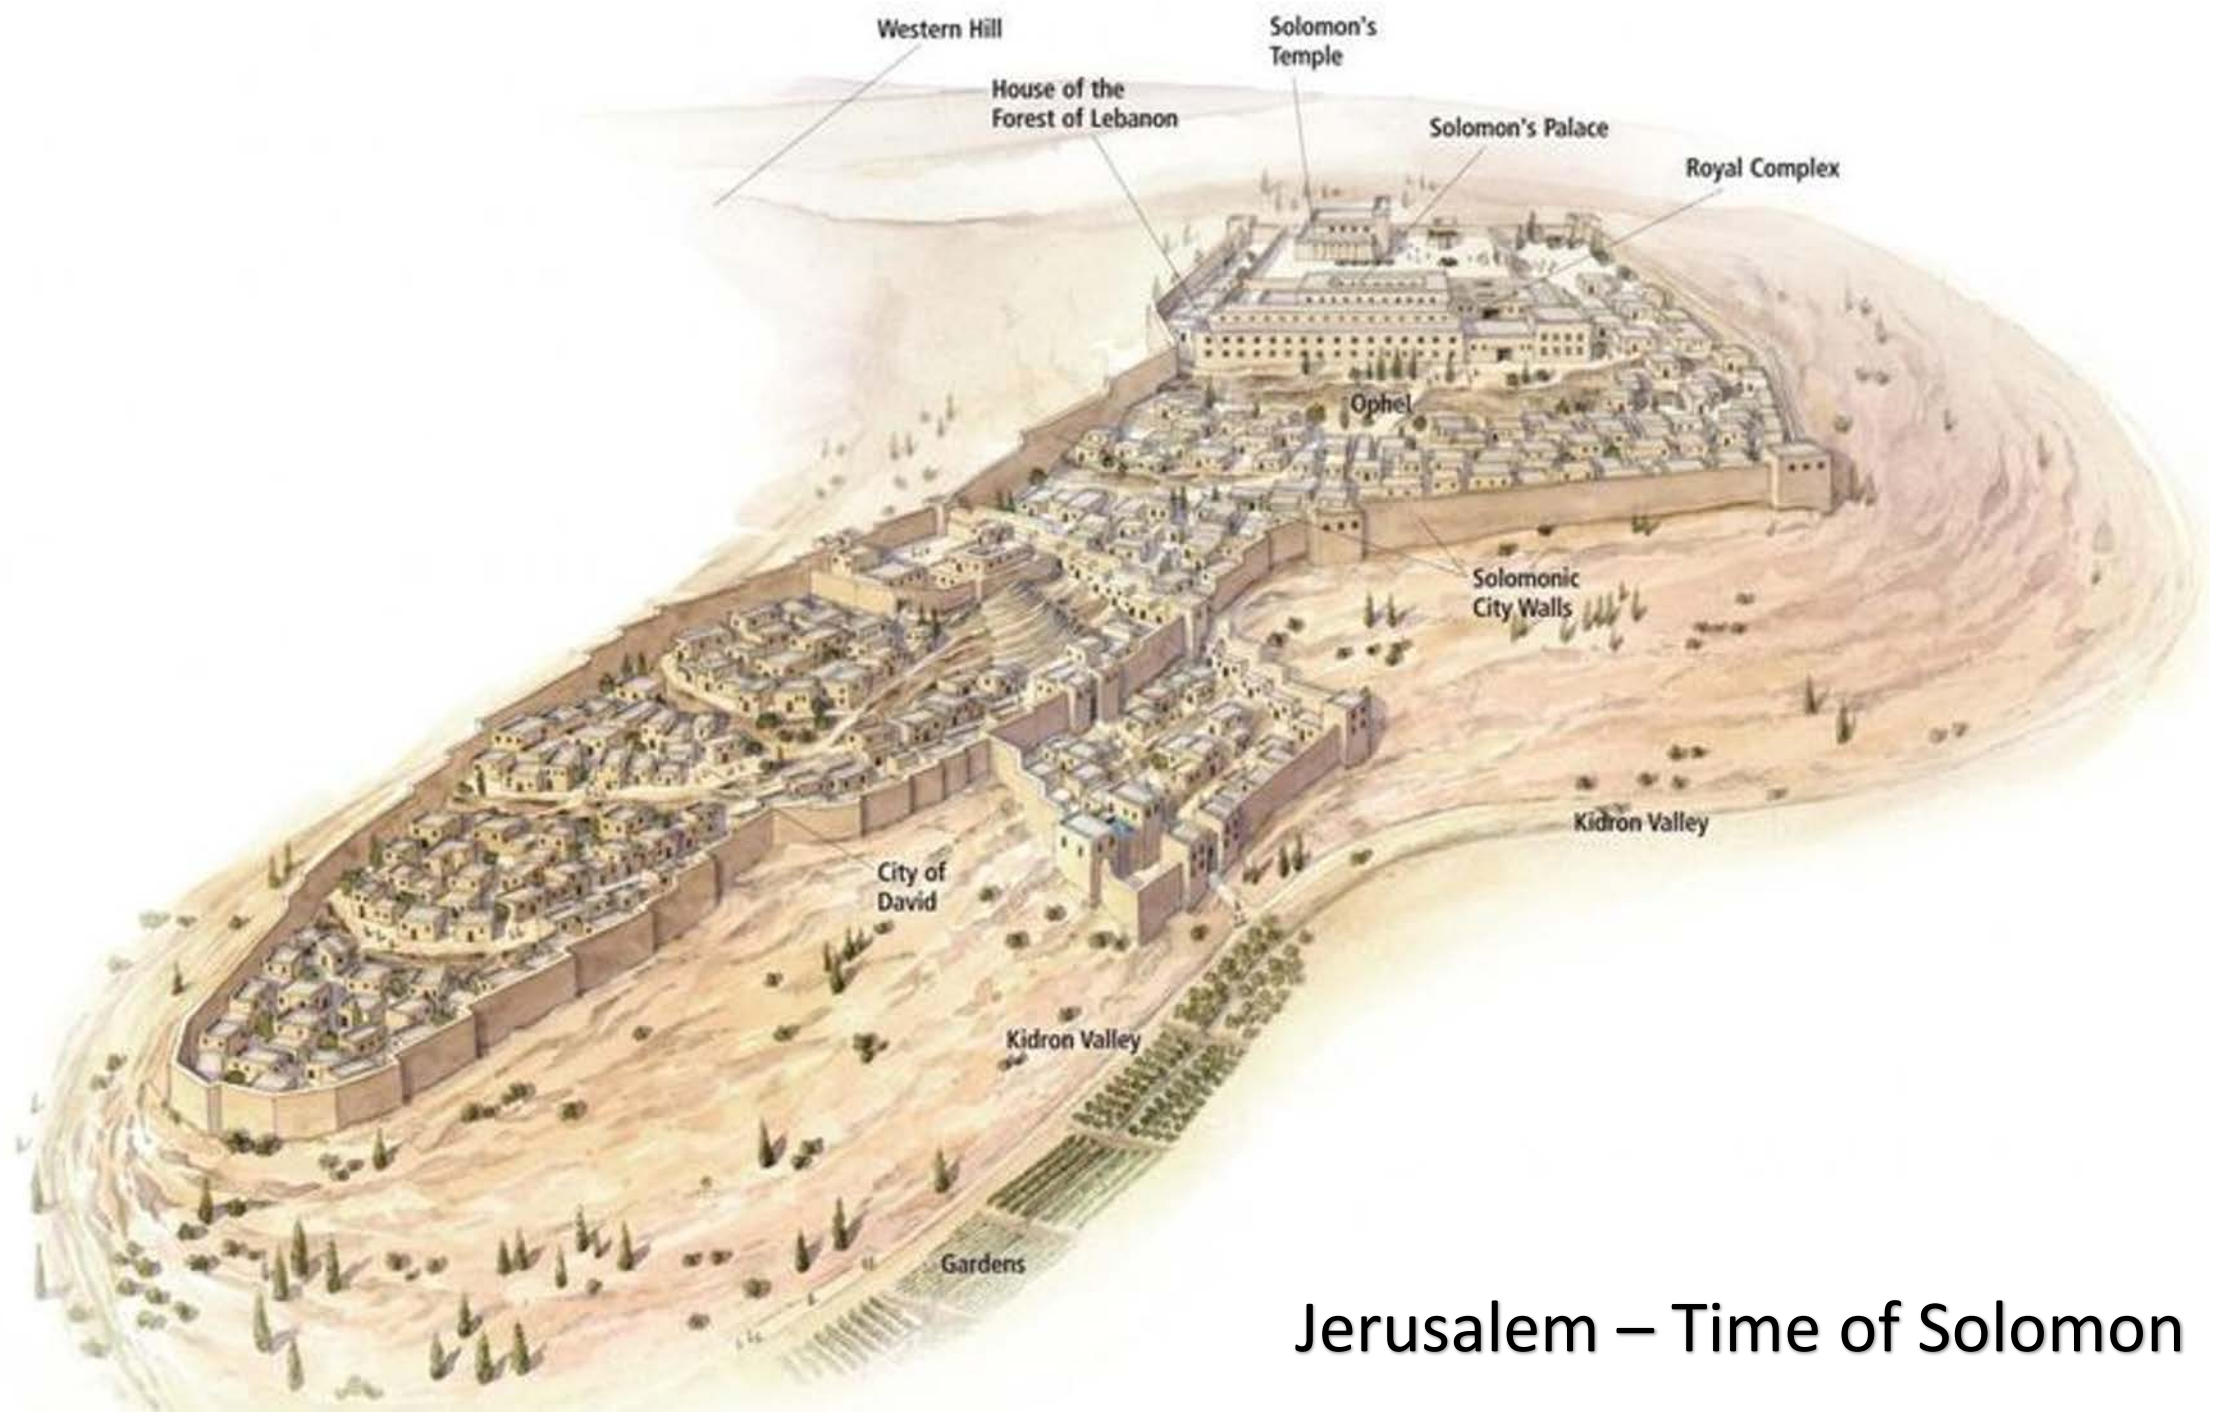 Western Hill
Solomon's
Temple
House of the
Forest of Lebanon
Solomon's Palace
Royal Complex
Ophel
Solomonic
City Walls
Kidron Valley
City of
David
Kidron Valley
Gardens
Jerusalem – Time of Solomon